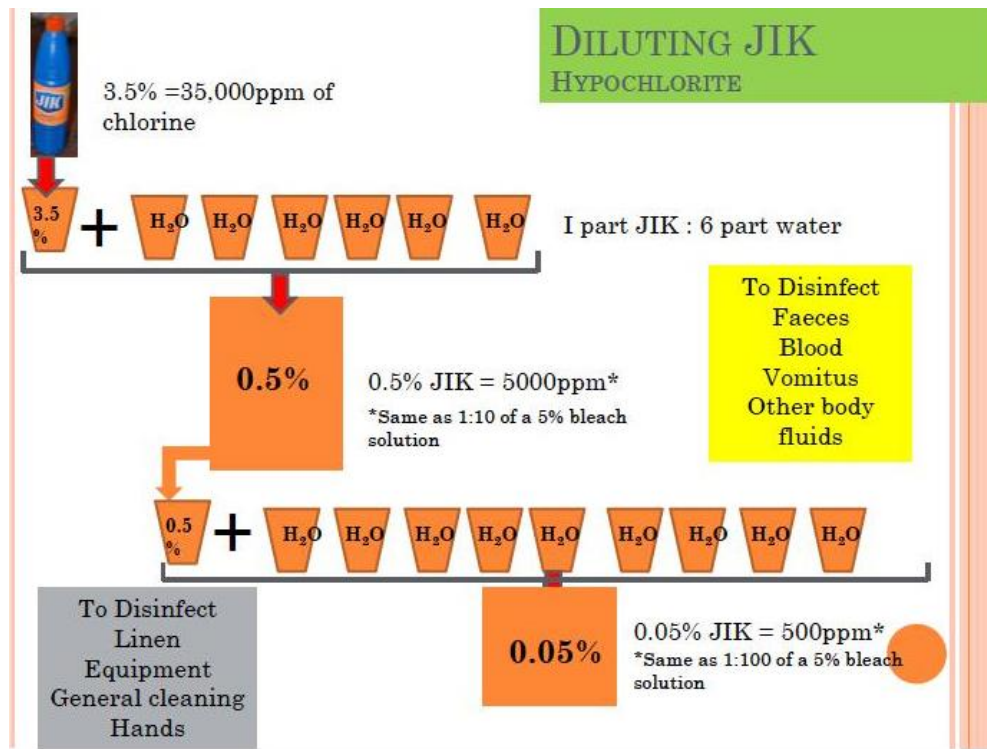 DILUTING JIK
HYPOCHLORITE
JIK
3.5% =35,000ppm of
chlorine
3.5
%
+
H₂O
H₂O
H₂O
H₂O
H₂O
H₂O
I part JIK : 6 part water
To Disinfect
Faeces
Blood
Vomitus
Other body
fluids
0.5%
0.5% JIK = 5000ppm*
*Same as 1:10 of a 5% bleach
solution
0.5
%
+
H₂O
H₂O
H₂O
H₂O
H₂O
H₂O
H₂O
H₂O
H₂O
To Disinfect
Linen
Equipment
General cleaning
Hands
0.05%
0.05% JIK = 500ppm*
*Same as 1:100 of a 5% bleach
solution